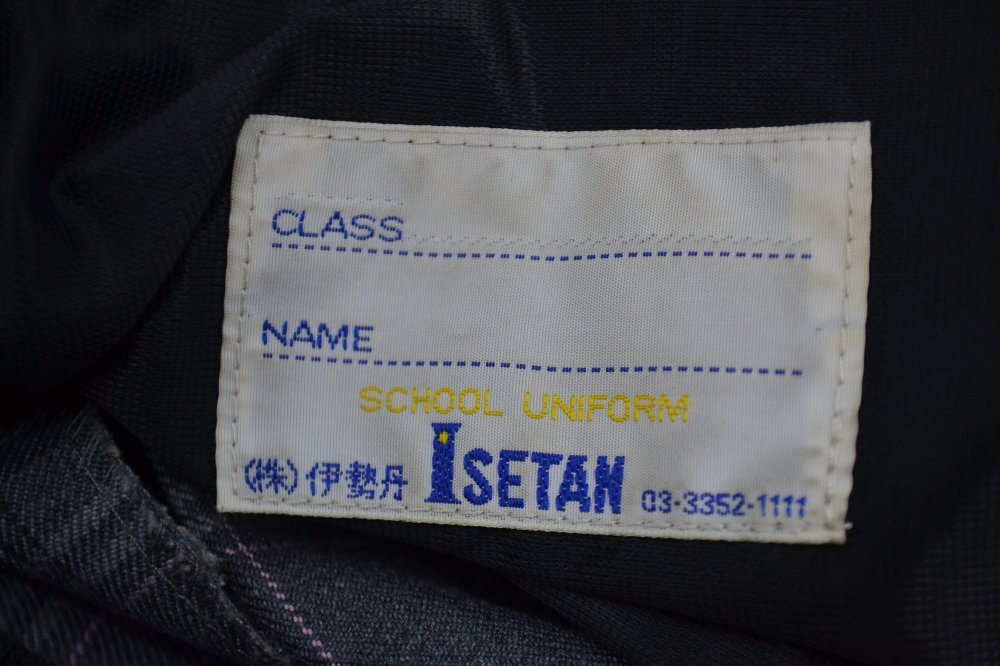 CLASS
NAME
SCHOOL UNIFORM
(株)伊勢丹 ISETAN 03-3352-1111